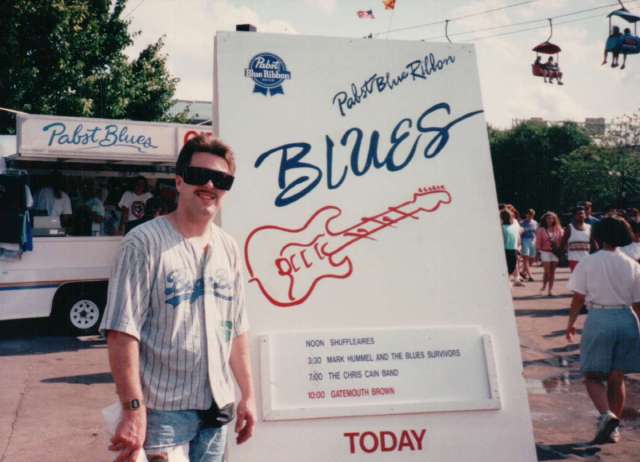 Pabst
Blue Ribbon
Pabst Blue Ribbon
BLUES
Pabst Blues
NOON SHUFFLEAIRES
3:30 MARK HUMMEL AND THE BLUES SURVIVORS
7:00 THE CHRIS CAIN BAND
10:00 GATEMOUTH BROWN
TODAY